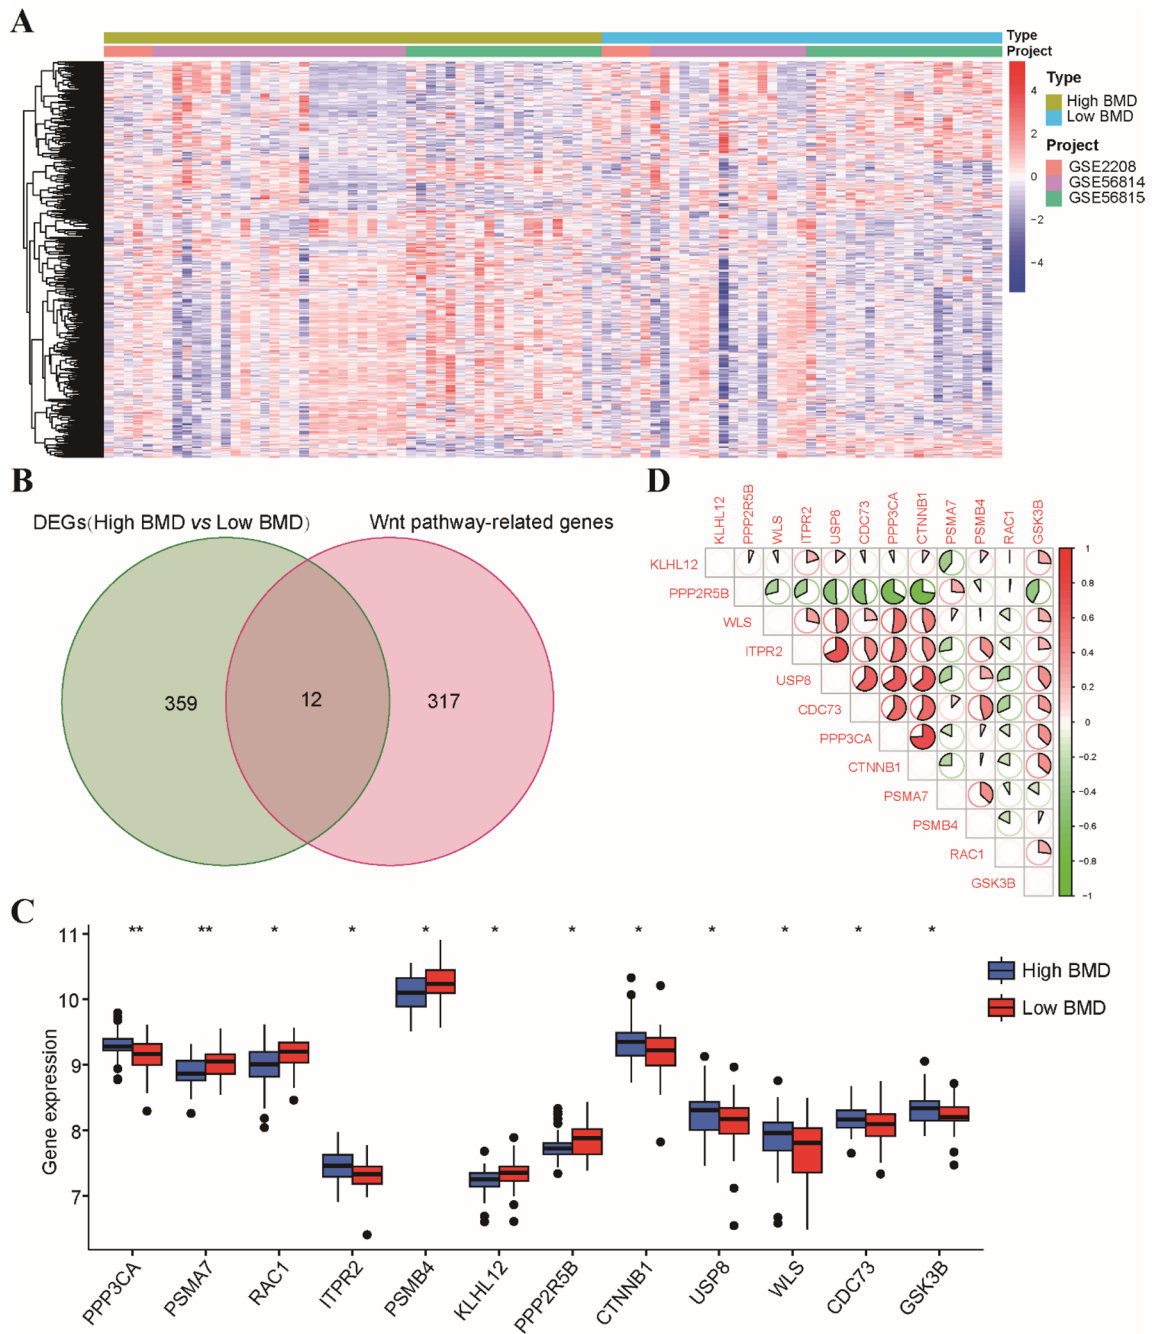 A
Type
Project
4
2
0
−2
−4
Type
High BMD
Low BMD
Project
GSE2208
GSE56814
GSE56815
B
DEGs(High BMD vs Low BMD)
Wnt pathway-related genes
359
12
317
D
KLHL12
PPP2R5B
WLS
ITPR2
USP8
CDC73
PPP3CA
CTNNB1
PSMA7
PSMB4
RAC1
GSK3B
KLHL12
PPP2R5B
WLS
ITPR2
USP8
CDC73
PPP3CA
CTNNB1
PSMA7
PSMB4
RAC1
GSK3B
1
0.8
0.6
0.4
0.2
0
−0.2
−0.4
−0.6
−0.8
−1
C
Gene expression
11
10
9
8
7
** ** * * * * * * * * * *
High BMD
Low BMD
PPP3CA
PSMA7
RAC1
ITPR2
PSMB4
KLHL12
PPP2R5B
CTNNB1
USP8
WLS
CDC73
GSK3B